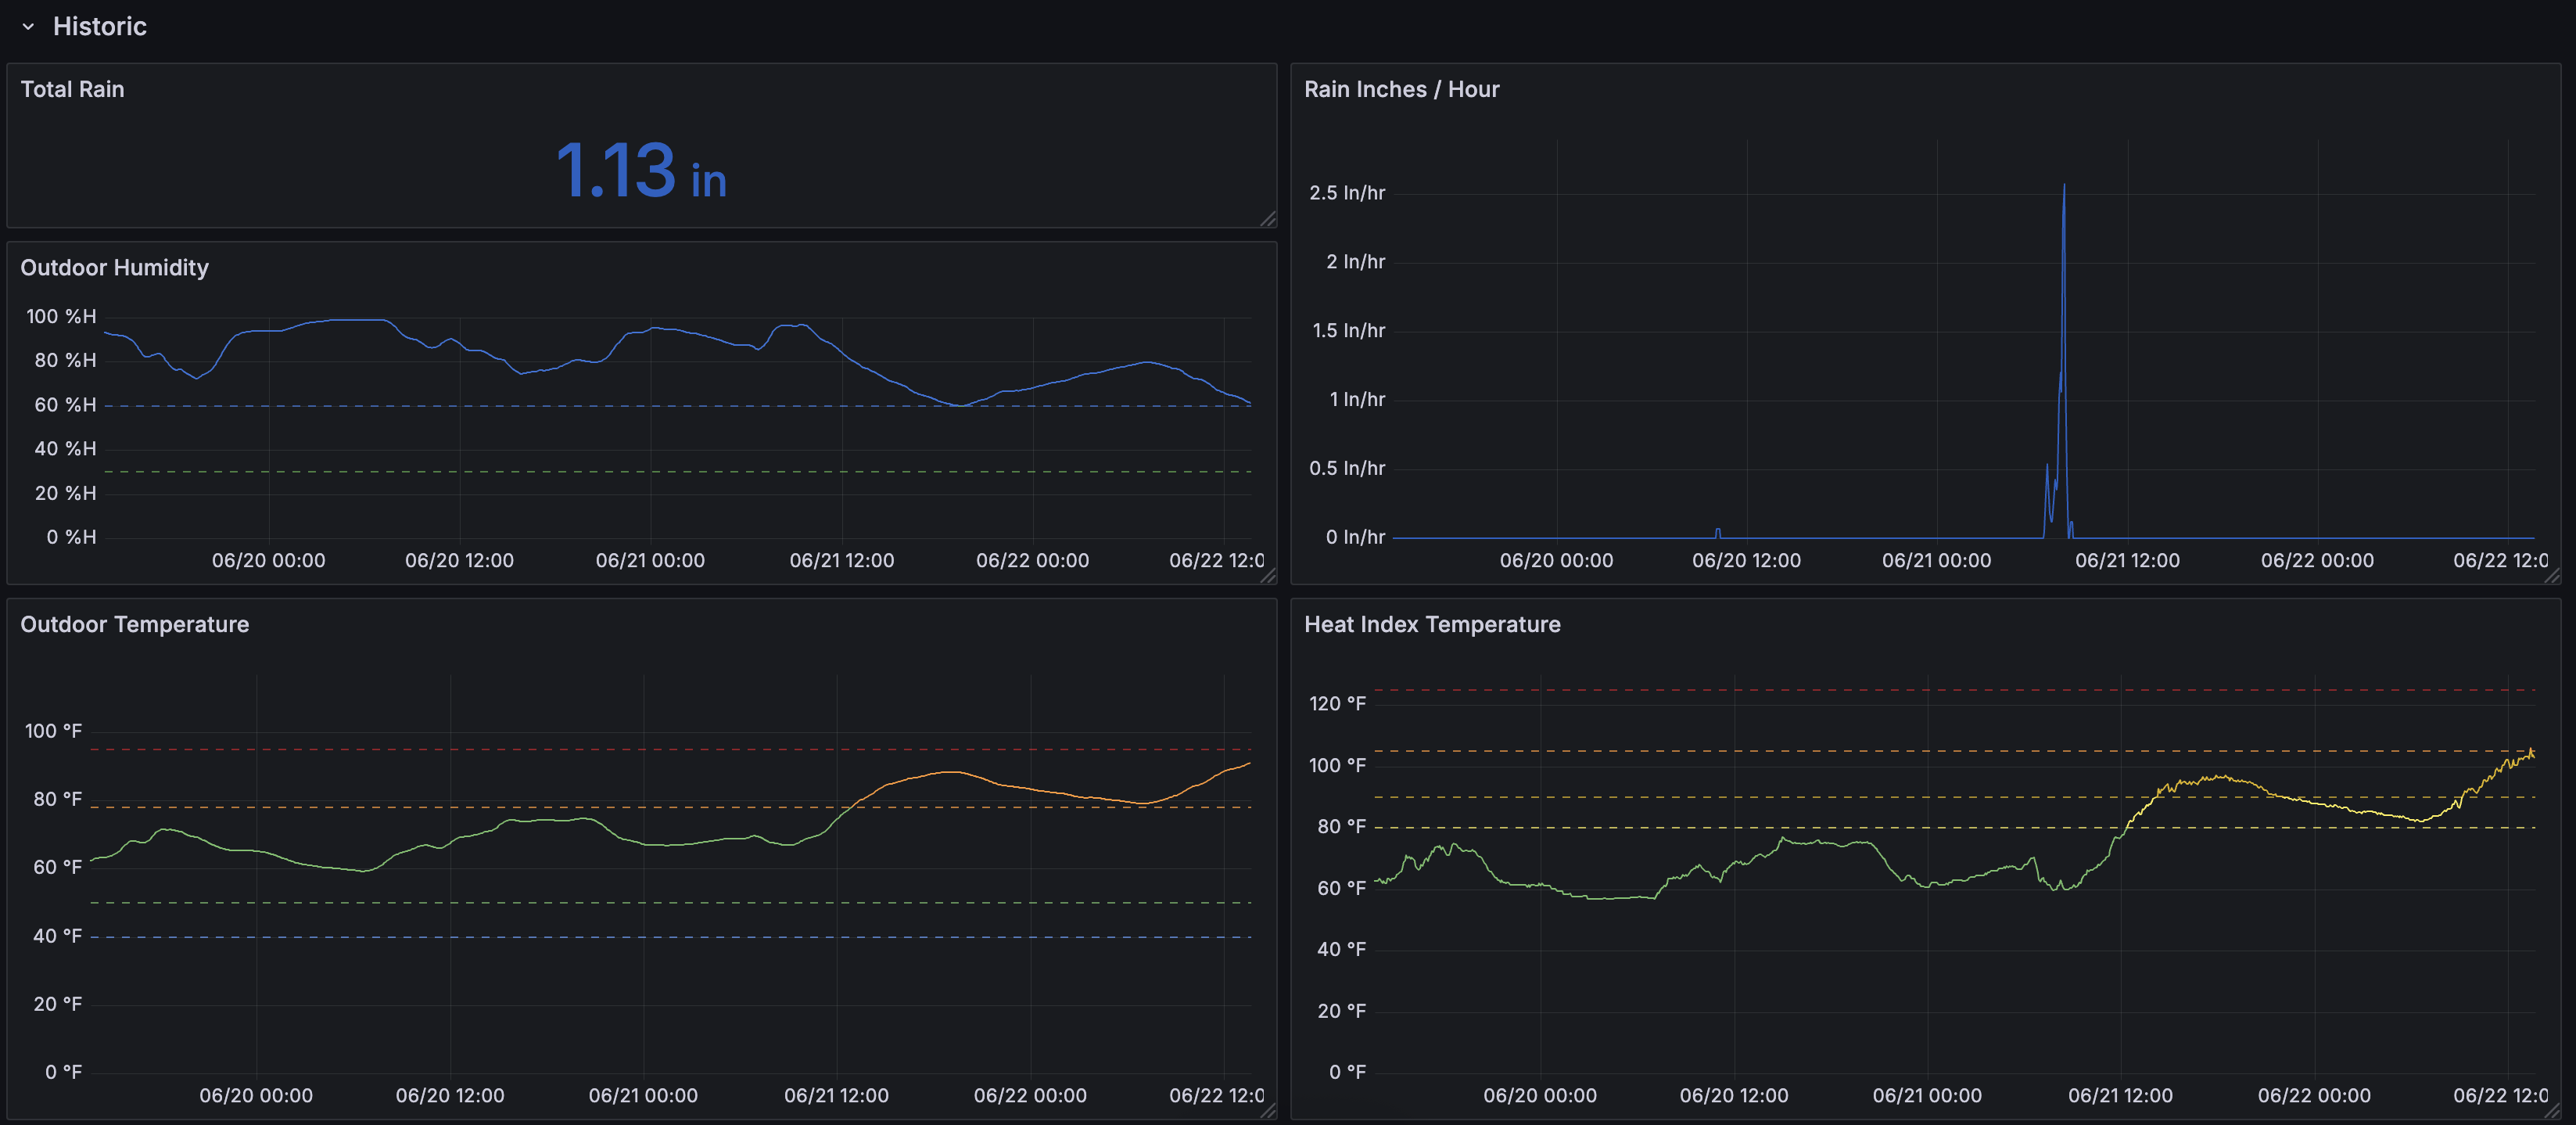 Historic
Total Rain
1.13 in
Rain Inches / Hour
2.5 In/hr
2 In/hr
1.5 In/hr
1 In/hr
0.5 In/hr
0 In/hr
06/20 00:00 06/20 12:00 06/21 00:00 06/21 12:00 06/22 00:00 06/22 12:0
Outdoor Humidity
100 %H
80 %H
60 %H
40 %H
20 %H
0 %H
06/20 00:00 06/20 12:00 06/21 00:00 06/21 12:00 06/22 00:00 06/22 12:0
Outdoor Temperature
100 °F
80 °F
60 °F
40 °F
20 °F
0 °F
06/20 00:00 06/20 12:00 06/21 00:00 06/21 12:00 06/22 00:00 06/22 12:0
Heat Index Temperature
120 °F
100 °F
80 °F
60 °F
40 °F
20 °F
0 °F
06/20 00:00 06/20 12:00 06/21 00:00 06/21 12:00 06/22 00:00 06/22 12:0